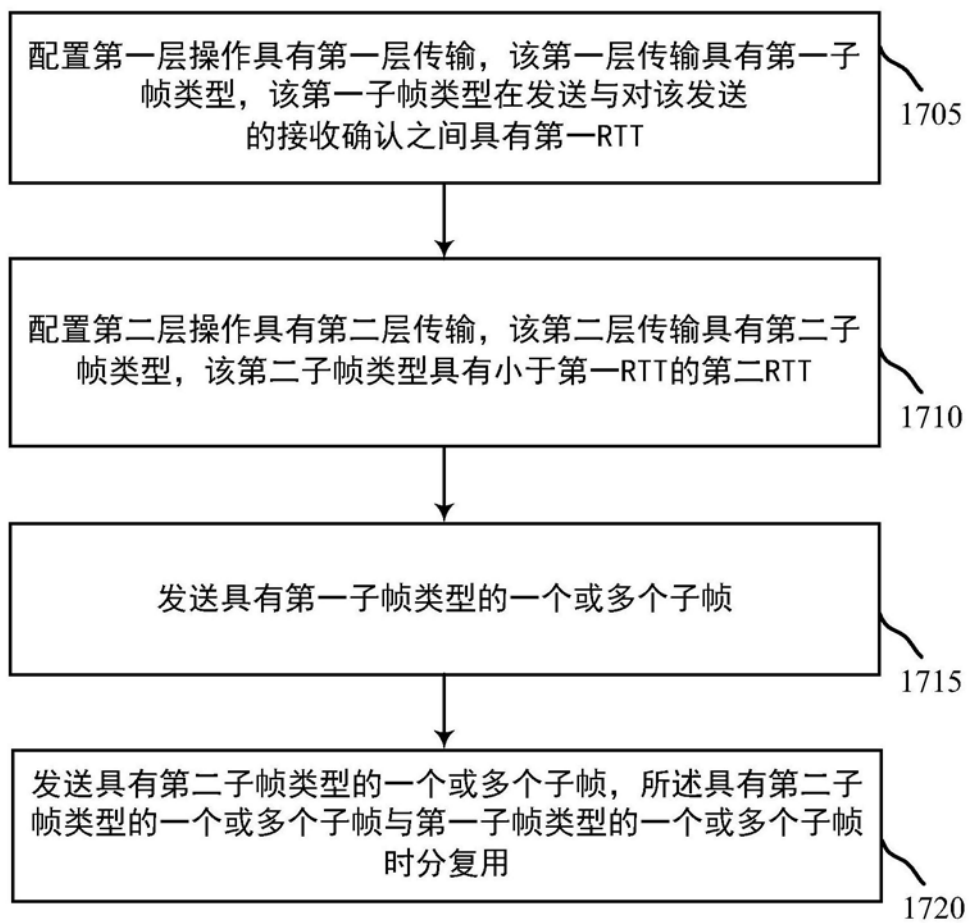 配置第一层操作具有第一层传输，该第一层传输具有第一子
帧类型，该第一子帧类型在发送与对该发送
的接收确认之间具有第一RTT
1705
配置第二层操作具有第二层传输，该第二层传输具有第二子
帧类型，该第二子帧类型具有小于第一RTT的第二RTT
1710
发送具有第一子帧类型的一个或多个子帧
1715
发送具有第二子帧类型的一个或多个子帧，所述具有第二子
帧类型的一个或多个子帧与第一子帧类型的一个或多个子帧
时分复用
1720